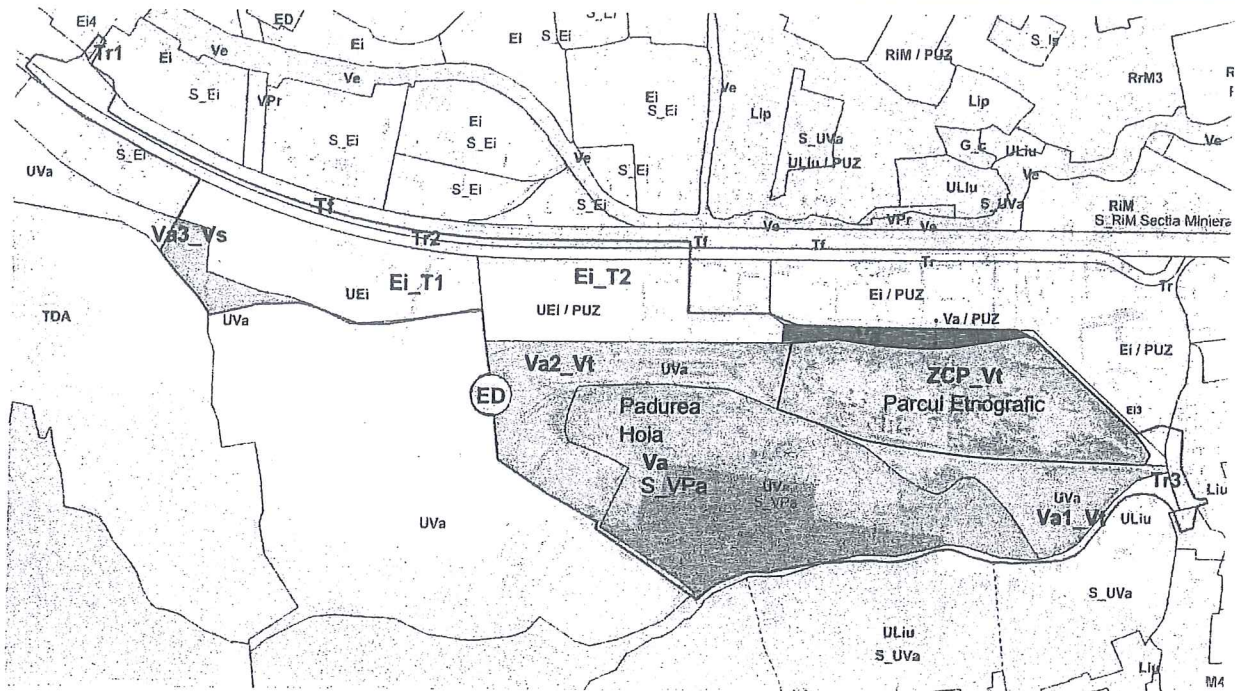 Ei4
ED
Tr1
Ei
Ve
Ei
Ei
S_Ei
S_Ei
Ve
RiM / PUZ
S_Is
RrM3
R
S_Ei
VPr
Ei
S_Ei
Ve
Lip
Lip
UVa
S_Ei
S_Ei
Ei
S_Ei
Ve
S_Ei
S_UVa
ULiu / PUZ
G_c
ULiu
Ve
Ve
S_Ei
S_Ei
ULiu
S_UVa
RiM
S_RiM Sectia Miniera
VPr
Ve
Ve
Tf
Tf
Tf
Va3_Vs
Tr2
Tr
Tr
Ei_T1
UEi
Ei_T2
UEi / PUZ
Ei / PUZ
Va / PUZ
Ei / PUZ
TDA
UVa
Va2_Vt
UVa
ZCP_Vt
Parcul Etnografic
ED
Ei3
Padurea
Hoia
Va
S_VPa
UVa
S_VPa
UVa
Va1_Vt
Tr3
Liu
ULiu
UVa
S_UVa
ULiu
S_UVa
Liu
M4